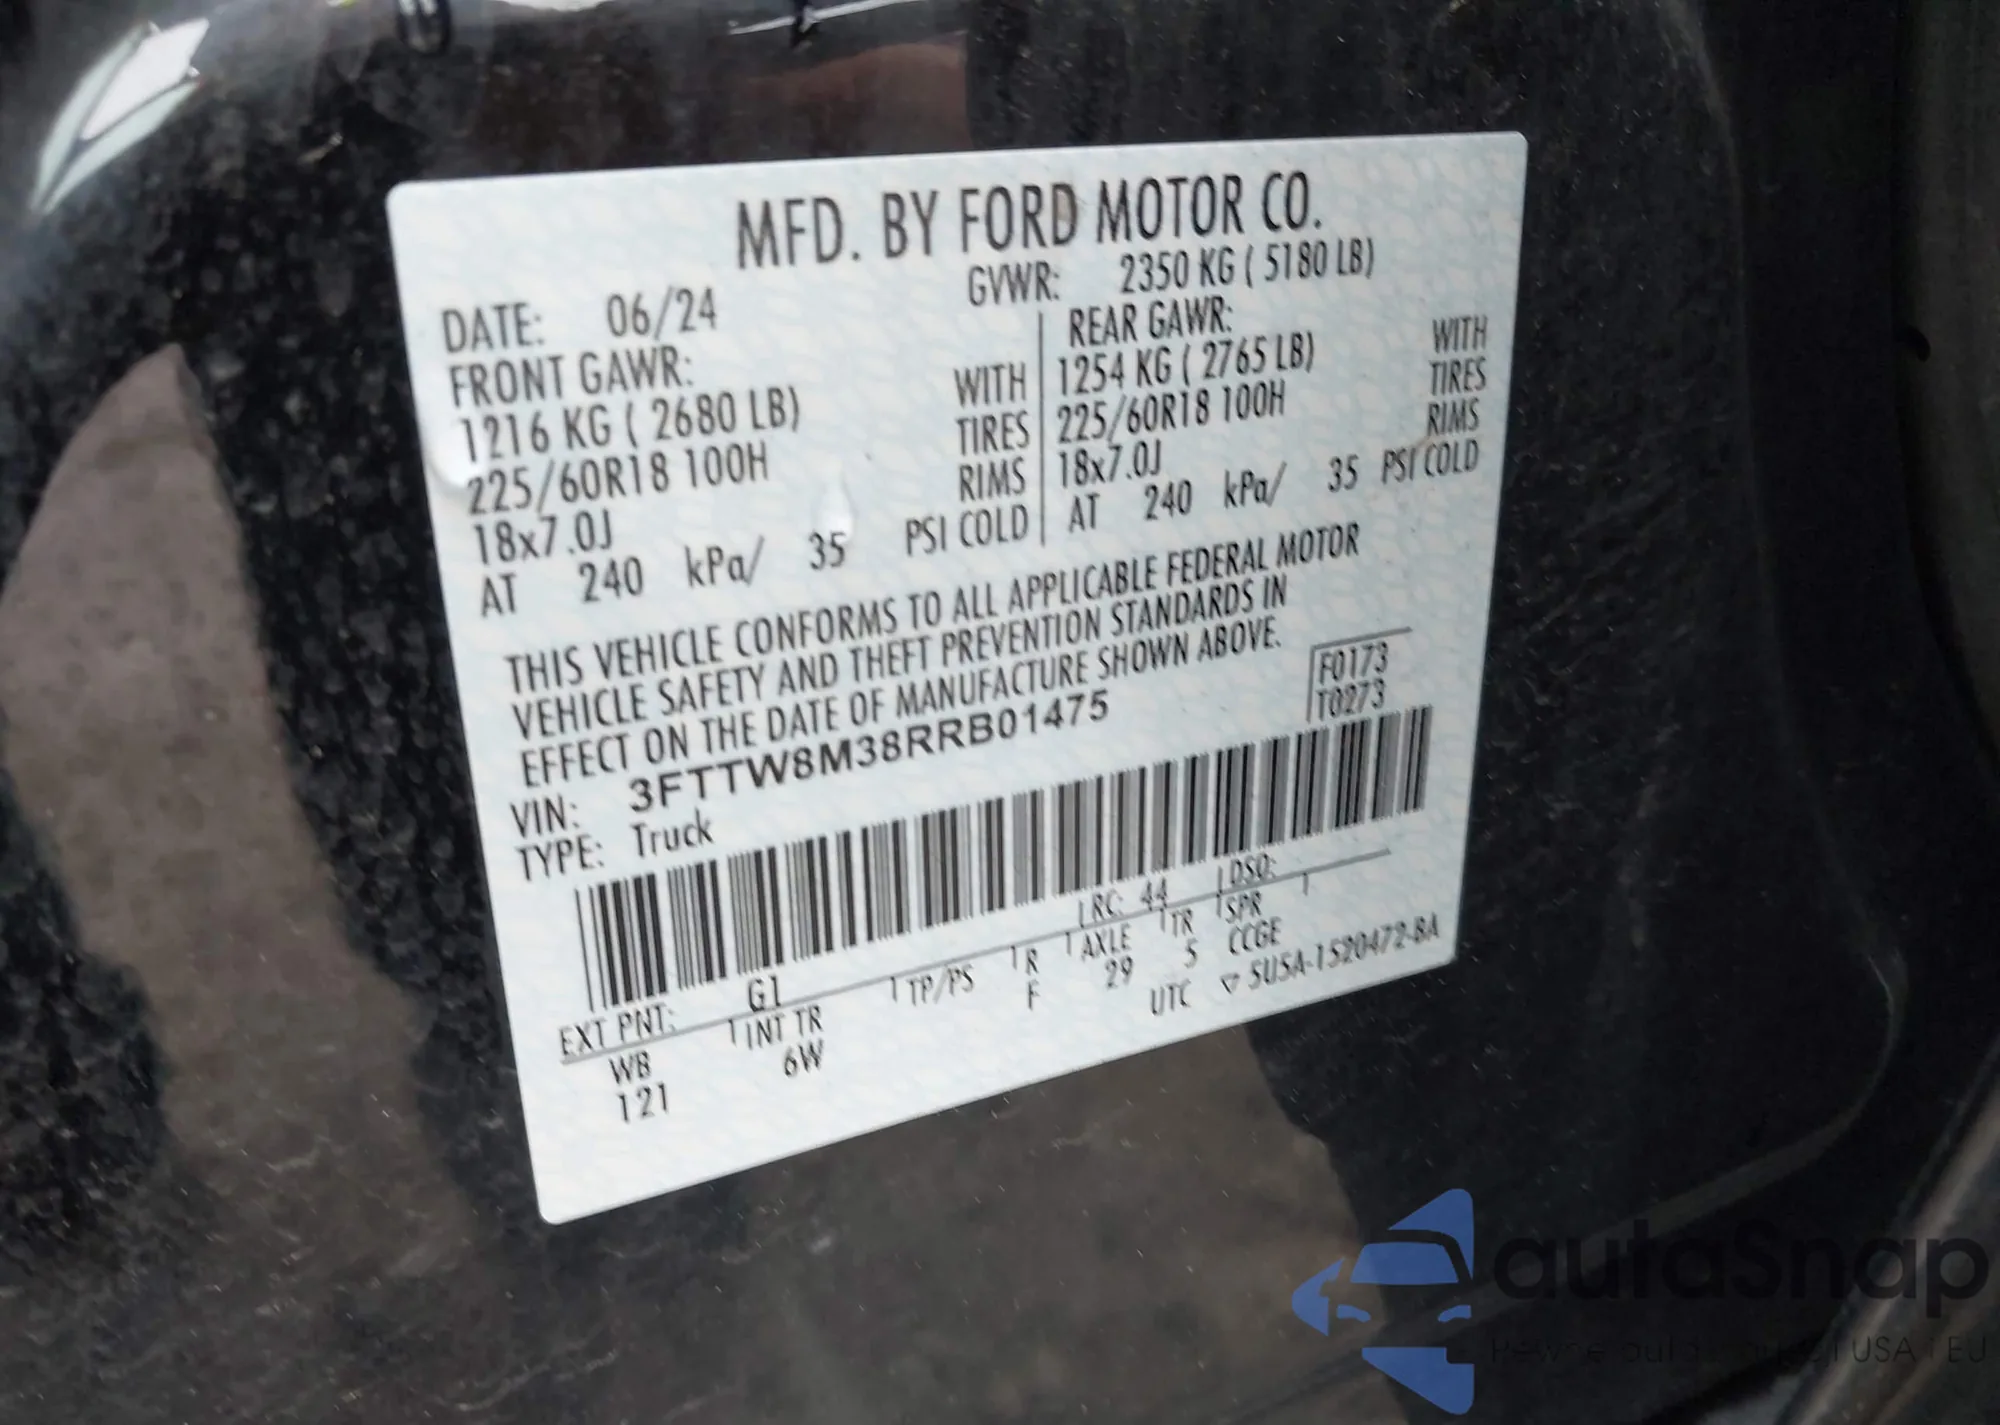 MFD. BY FORD MOTOR CO.
DATE: 06/24 GVWR: 2350 KG ( 5180 LB)
FRONT GAWR: REAR GAWR:
1216 KG ( 2680 LB) WITH 1254 KG ( 2765 LB) WITH
225/60R18 100H TIRES 225/60R18 100H TIRES
18x7.0J RIMS 18x7.0J RIMS
AT 240 kPa/ 35 PSI COLD AT 240 kPa/ 35 PSI COLD
THIS VEHICLE CONFORMS TO ALL APPLICABLE FEDERAL MOTOR
VEHICLE SAFETY AND THEFT PREVENTION STANDARDS IN
EFFECT ON THE DATE OF MANUFACTURE SHOWN ABOVE.
F0173
T0273
VIN: 3FTTW8M38RRB01475
TYPE: Truck
EXT PNT: G1 RC: 44 DSO:
WB INT TR TP/PS R AXLE TR SPR
121 6W F 29 5 CCGE
UTC ▽ 5U5A-1520472-BA
autaSnap
USA EU